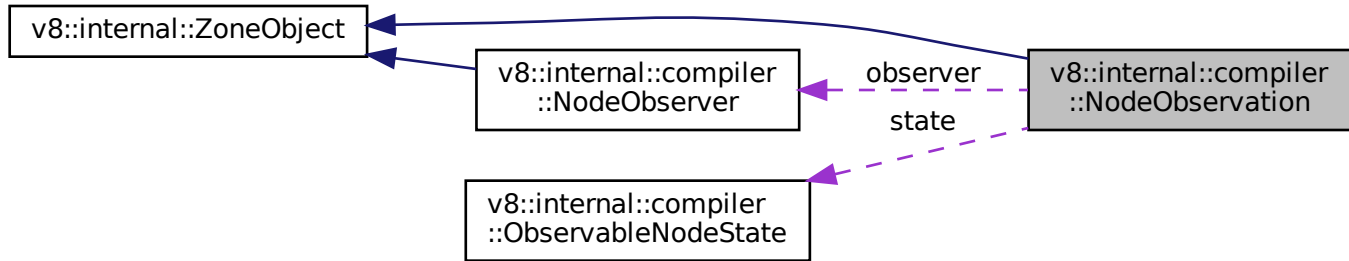 v8::internal::ZoneObject
v8::internal::compiler
::NodeObserver
observer
state
v8::internal::compiler
::NodeObservation
v8::internal::compiler
::ObservableNodeState